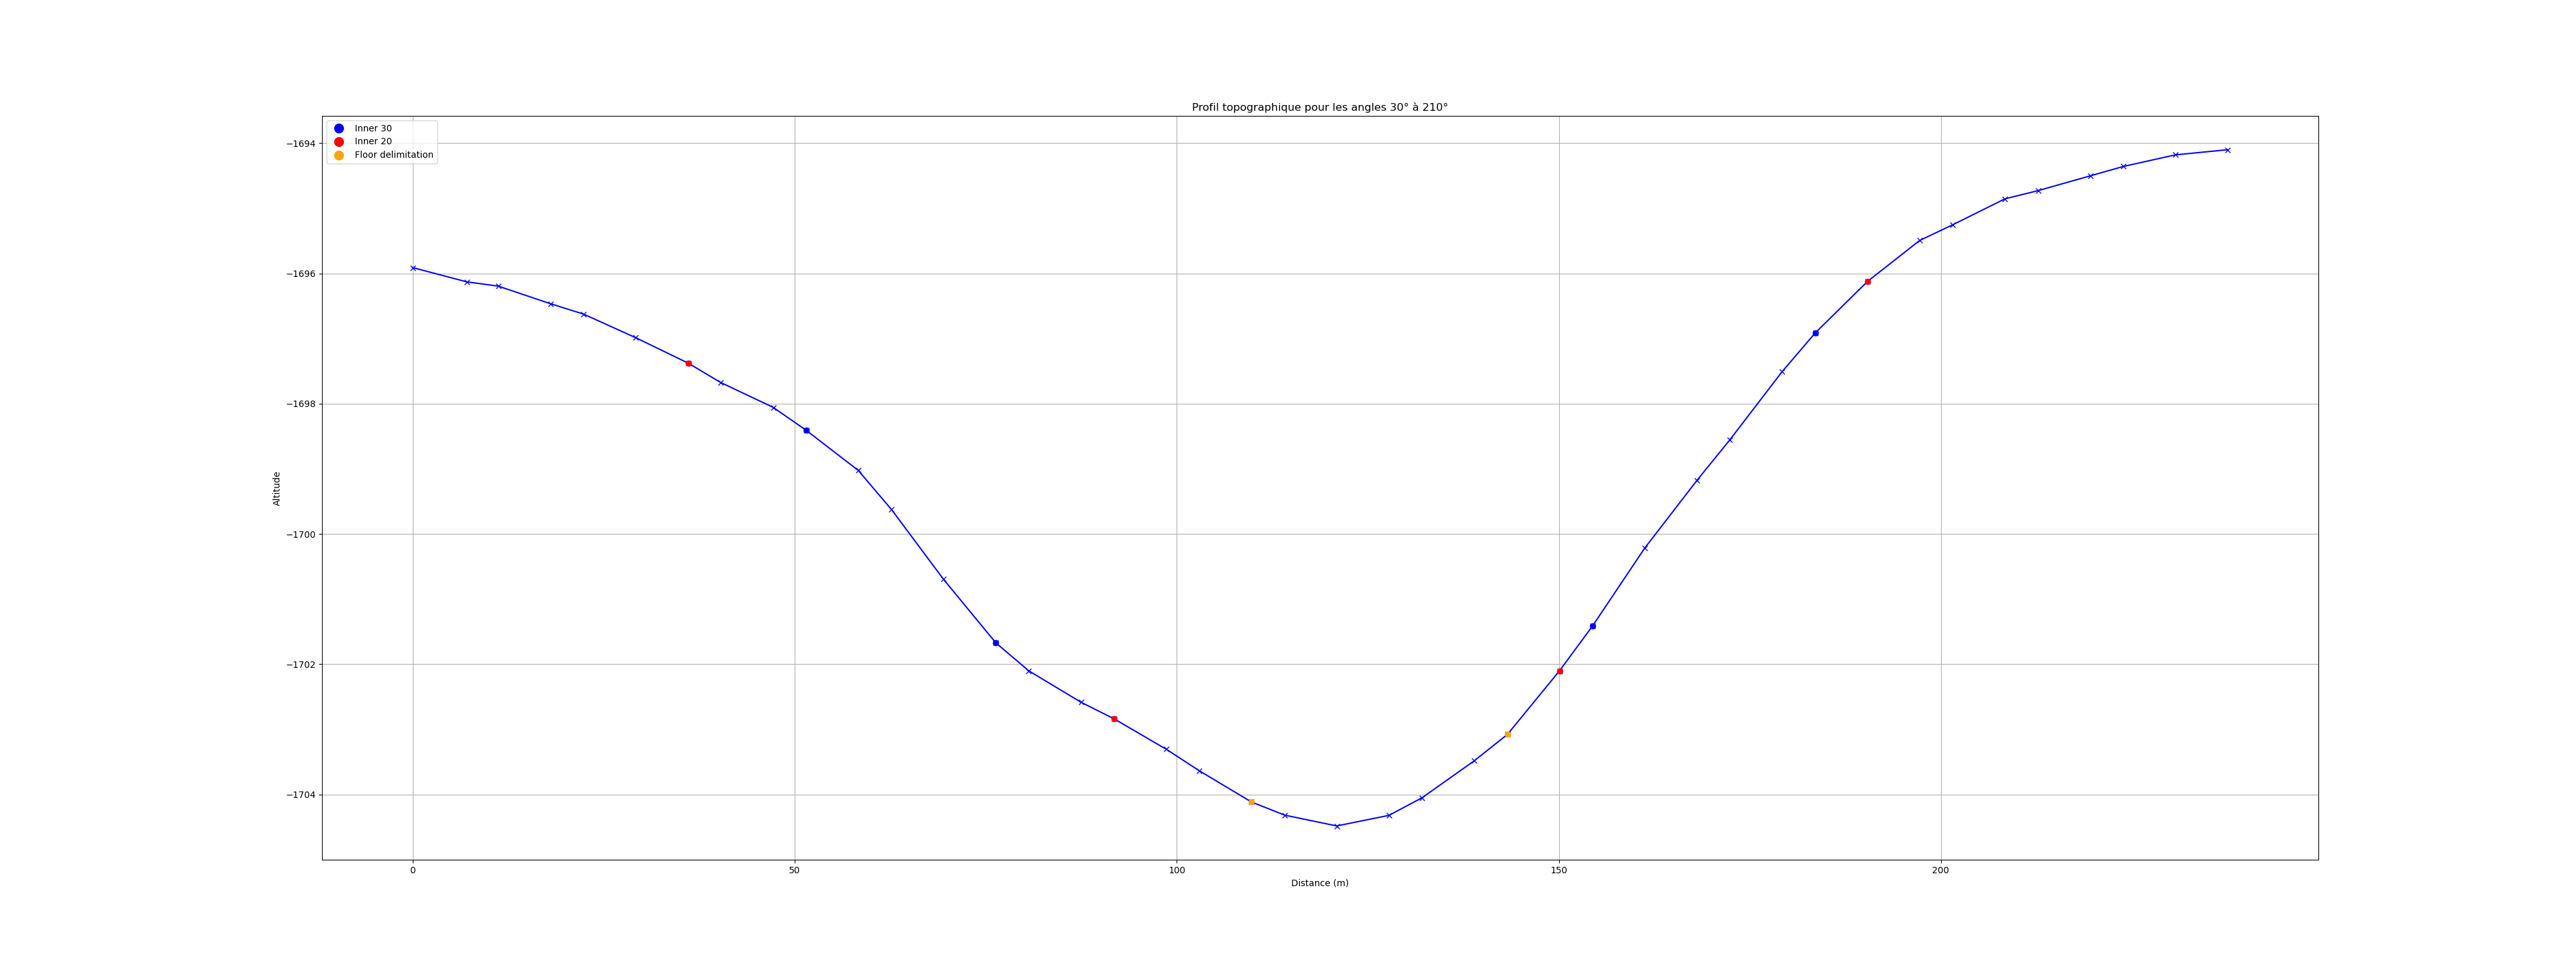 Profil topographique pour les angles 30° à 210°
Inner 30
Inner 20
Floor delimitation
−1694
−1696
−1698
−1700
−1702
−1704
Altitude
0 50 100 150 200
Distance (m)